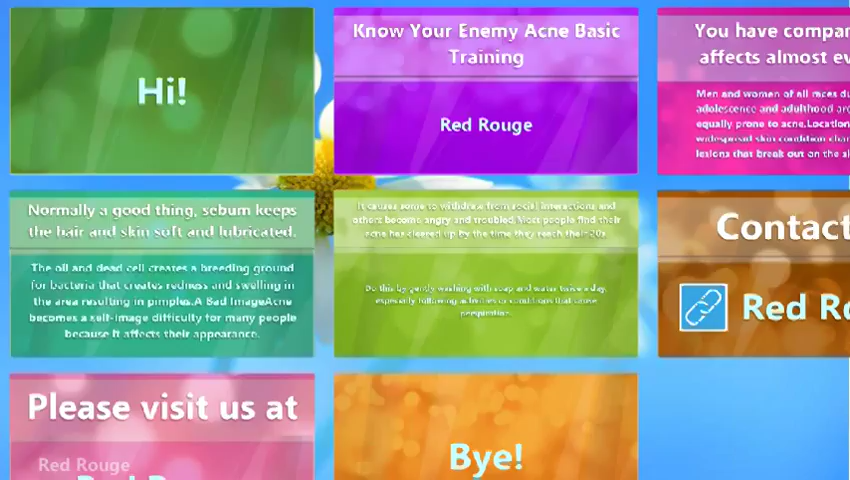 Hi!
Know Your Enemy Acne Basic
Training
Red Rouge
You have compan
affects almost ev
Men and women of all races du
adolescence and adulthood are
equally prone to acne.Location
widespread skin condition char
lesions that break out on the sk
Normally a good thing, sebum keeps
the hair and skin soft and lubricated.
The oil and dead cell creates a breeding ground
for bacteria that creates redness and swelling in
the area resulting in pimples.A Bad ImageAcne
becomes a self-image difficulty for many people
because it affects their appearance.
It causes some to withdraw from social interactions and
others become angry and troubled.Most people find their
acne has cleared up by the time they reach their 20s.
Do this by gently washing with soap and water twice a day,
especially following activities or conditions that cause
perspiration.
Contact
Red Ro
Please visit us at
Red Rouge
Bye!